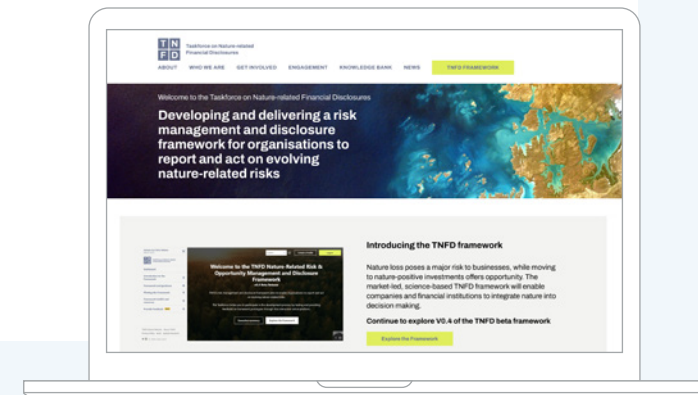 TN
FD
Taskforce on Nature-related
Financial Disclosures
ABOUT WHO WE ARE GET INVOLVED ENGAGEMENT KNOWLEDGE BANK NEWS TNFD FRAMEWORK
Welcome to the Taskforce on Nature-related Financial Disclosures
Developing and delivering a risk
management and disclosure
framework for organisations to
report and act on evolving
nature-related risks
Welcome to the TNFD Nature-Related Risk &
Opportunity Management and Disclosure
Framework
Introducing the TNFD framework
Nature loss poses a major risk to businesses, while moving
to nature-positive investments offers opportunity. The
market-led, science-based TNFD framework will enable
companies and financial institutions to integrate nature into
decision making.
Continue to explore V0.4 of the TNFD beta framework
Explore the Framework